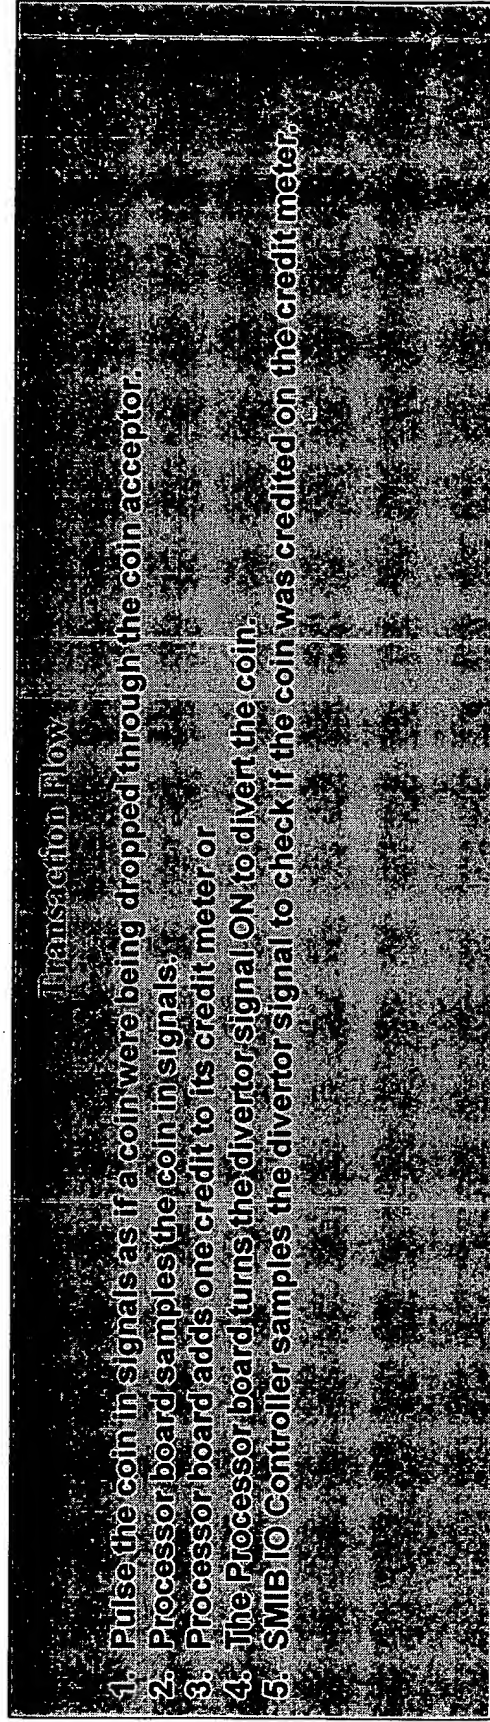 Transaction Flow
1. Pulse the coin in signals as if a coin were being dropped through the coin acceptor.
2. Processor board samples the coin in signals.
3. Processor board adds one credit to its credit meter or
4. The Processor board turns the divertor signal ON to divert the coin.
5. SMIB IO Controller samples the divertor signal to check if the coin was credited on the credit meter.